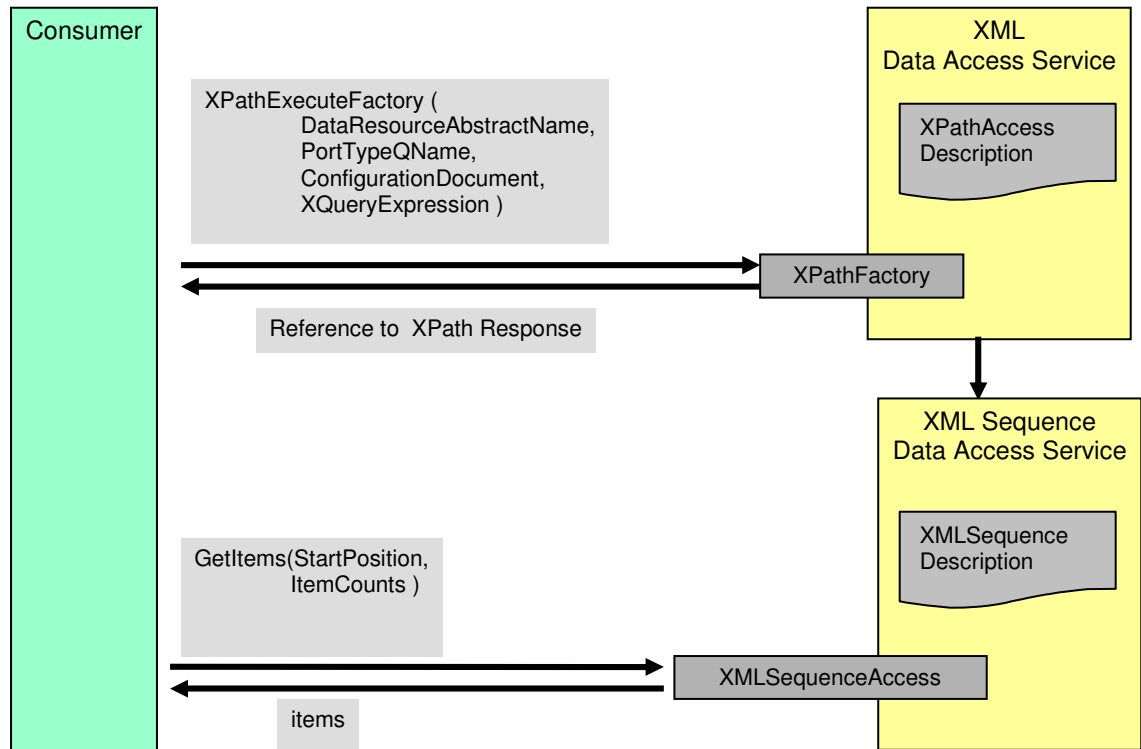 Consumer
XML
Data Access Service
XPathExecuteFactory (
DataResourceAbstractName,
PortTypeQName,
ConfigurationDocument,
XQueryExpression )
XPathAccess
Description
XPathFactory
Reference to XPath Response
XML Sequence
Data Access Service
XMLSequence
Description
GetItems(StartPosition,
ItemCounts )
XMLSequenceAccess
items